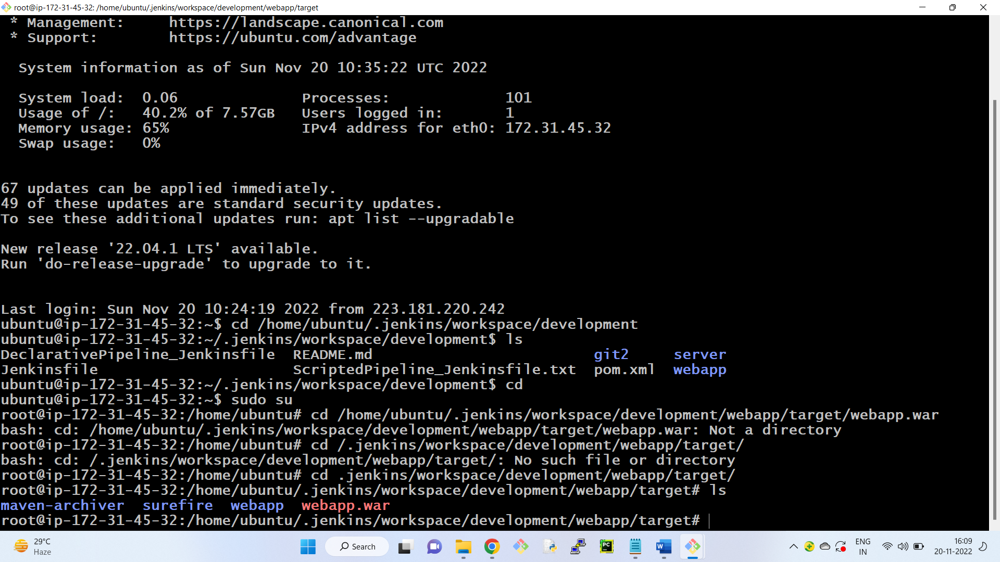 root@ip-172-31-45-32: /home/ubuntu/.jenkins/workspace/development/webapp/target
* Management:     https://landscape.canonical.com
* Support:        https://ubuntu.com/advantage
System information as of Sun Nov 20 10:35:22 UTC 2022
System load:  0.06              Processes:             101
Usage of /:   40.2% of 7.57GB   Users logged in:       1
Memory usage: 65%               IPv4 address for eth0: 172.31.45.32
Swap usage:   0%
67 updates can be applied immediately.
49 of these updates are standard security updates.
To see these additional updates run: apt list --upgradable
New release '22.04.1 LTS' available.
Run 'do-release-upgrade' to upgrade to it.
Last login: Sun Nov 20 10:24:19 2022 from 223.181.220.242
ubuntu@ip-172-31-45-32:~$ cd /home/ubuntu/.jenkins/workspace/development
ubuntu@ip-172-31-45-32:~/.jenkins/workspace/development$ ls
DeclarativePipeline_Jenkinsfile  README.md                         git2     server
Jenkinsfile                      ScriptedPipeline_Jenkinsfile.txt  pom.xml  webapp
ubuntu@ip-172-31-45-32:~/.jenkins/workspace/development$ cd
ubuntu@ip-172-31-45-32:~$ sudo su
root@ip-172-31-45-32:/home/ubuntu# cd /home/ubuntu/.jenkins/workspace/development/webapp/target/webapp.war
bash: cd: /home/ubuntu/.jenkins/workspace/development/webapp/target/webapp.war: Not a directory
root@ip-172-31-45-32:/home/ubuntu# cd /.jenkins/workspace/development/webapp/target/
bash: cd: /.jenkins/workspace/development/webapp/target/: No such file or directory
root@ip-172-31-45-32:/home/ubuntu# cd .jenkins/workspace/development/webapp/target/
root@ip-172-31-45-32:/home/ubuntu/.jenkins/workspace/development/webapp/target# ls
maven-archiver  surefire  webapp  webapp.war
root@ip-172-31-45-32:/home/ubuntu/.jenkins/workspace/development/webapp/target#
29°C
Haze
Search
PC
W
ENG
IN
16:09
20-11-2022